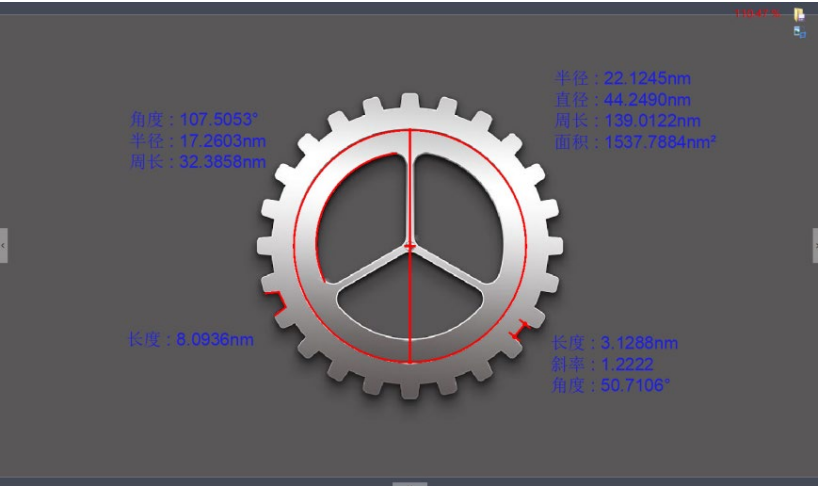 角度 : 107.5053°
半径 : 17.2603nm
周长 : 32.3858nm
半径 : 22.1245nm
直径 : 44.2490nm
周长 : 139.0122nm
面积 : 1537.7884nm²
长度 : 8.0936nm
长度 : 3.1288nm
斜率 : 1.2222
角度 : 50.7106°